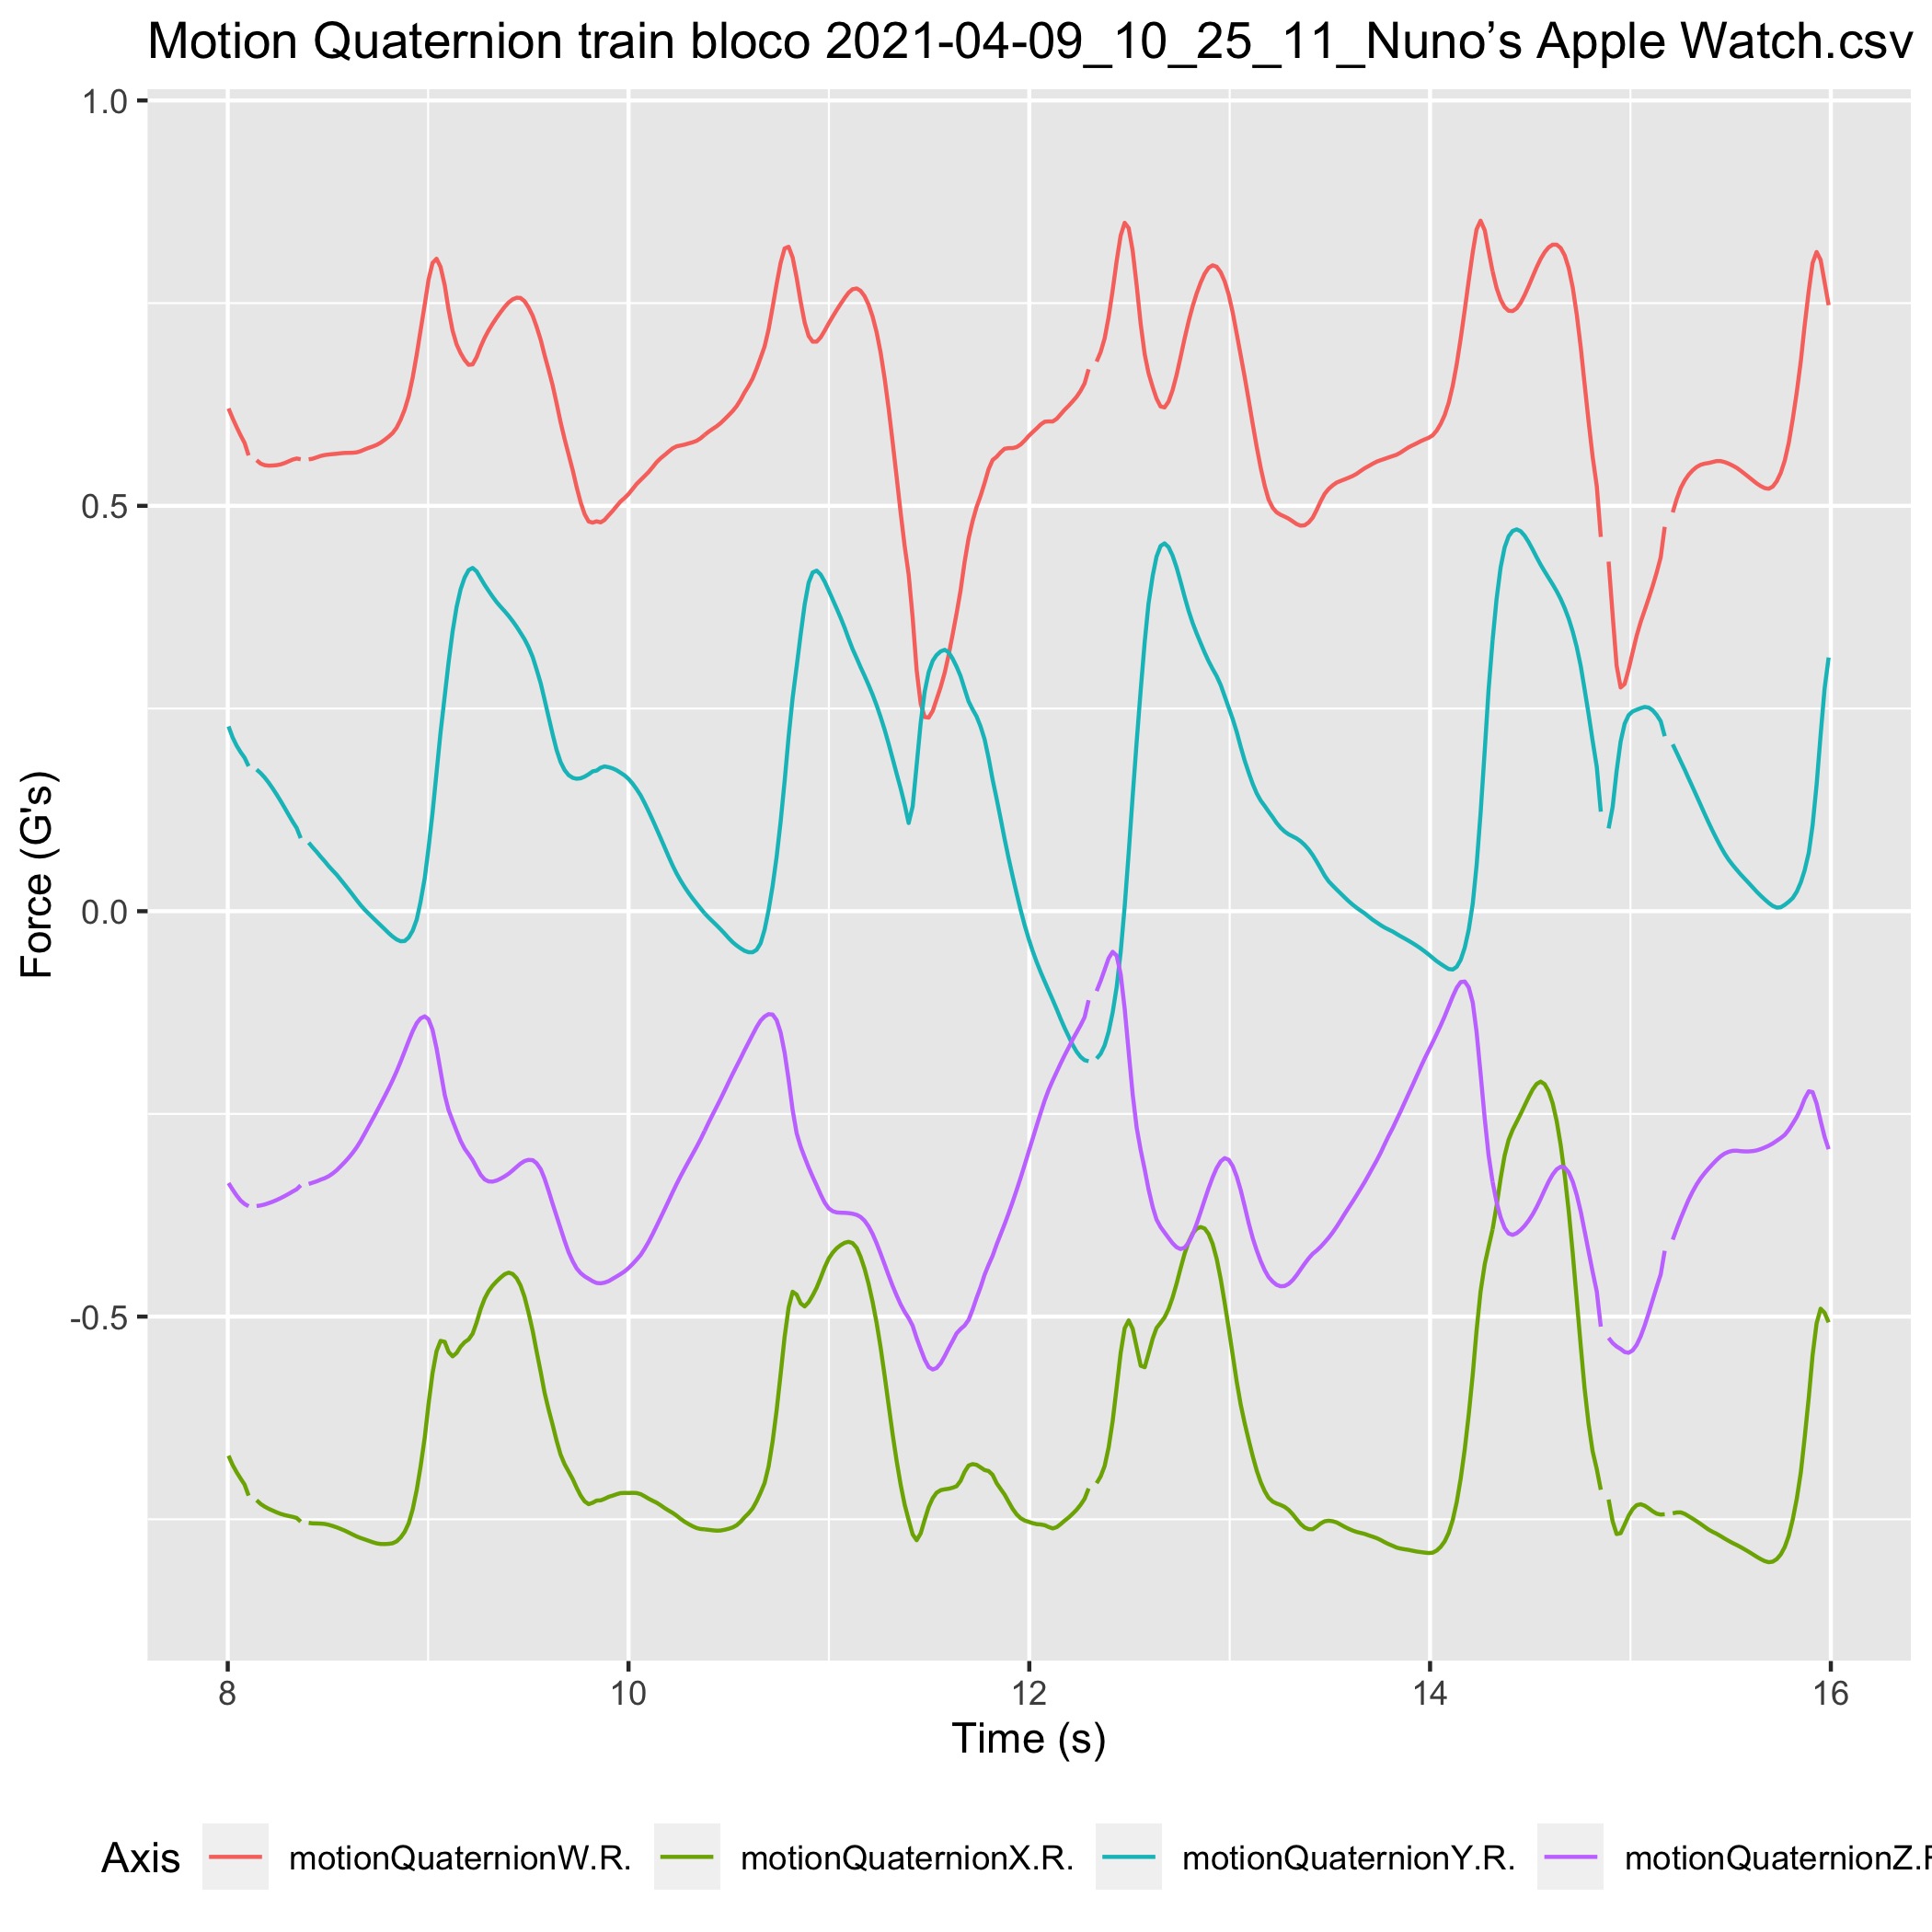 Motion Quaternion train bloco 2021-04-09_10_25_11_Nuno’s Apple Watch.csv
1.0
0.5
0.0
-0.5
Force (G's)
8 10 12 14 16
Time (s)
Axis motionQuaternionW.R. motionQuaternionX.R. motionQuaternionY.R. motionQuaternionZ.R